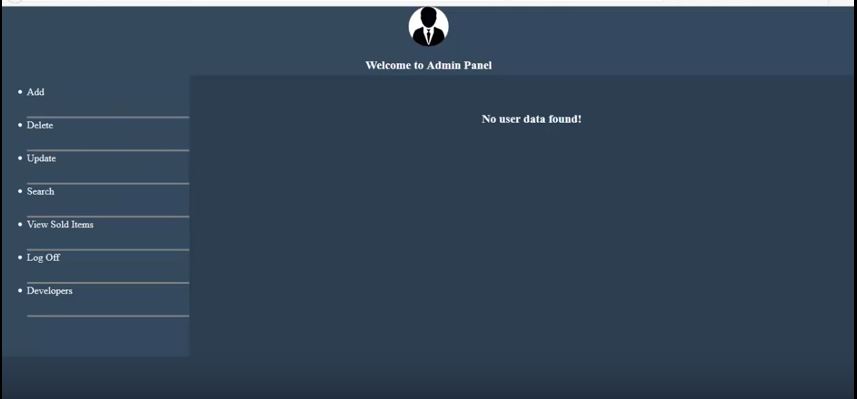 Welcome to Admin Panel
Add
Delete
Update
Search
View Sold Items
Log Off
Developers
No user data found!